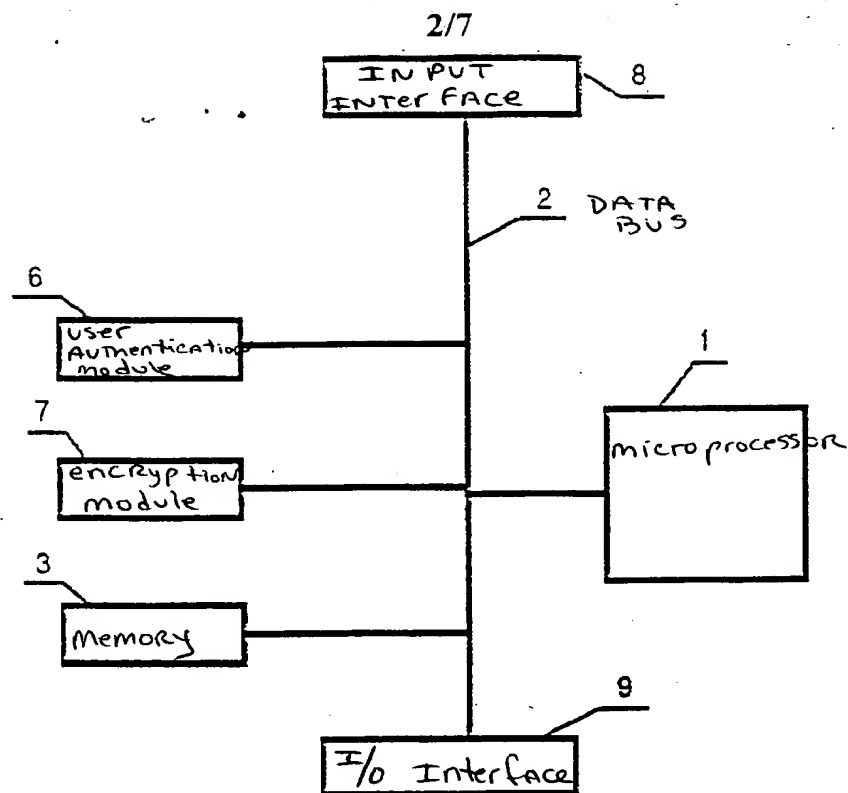 2/7
INPUT
INTerFACE
8
2 DATA
BUS
6
user
AUTHentication
module
1
microprocessor
7
encRyptION
module
3
MeMORy
9
I/O InterfAce